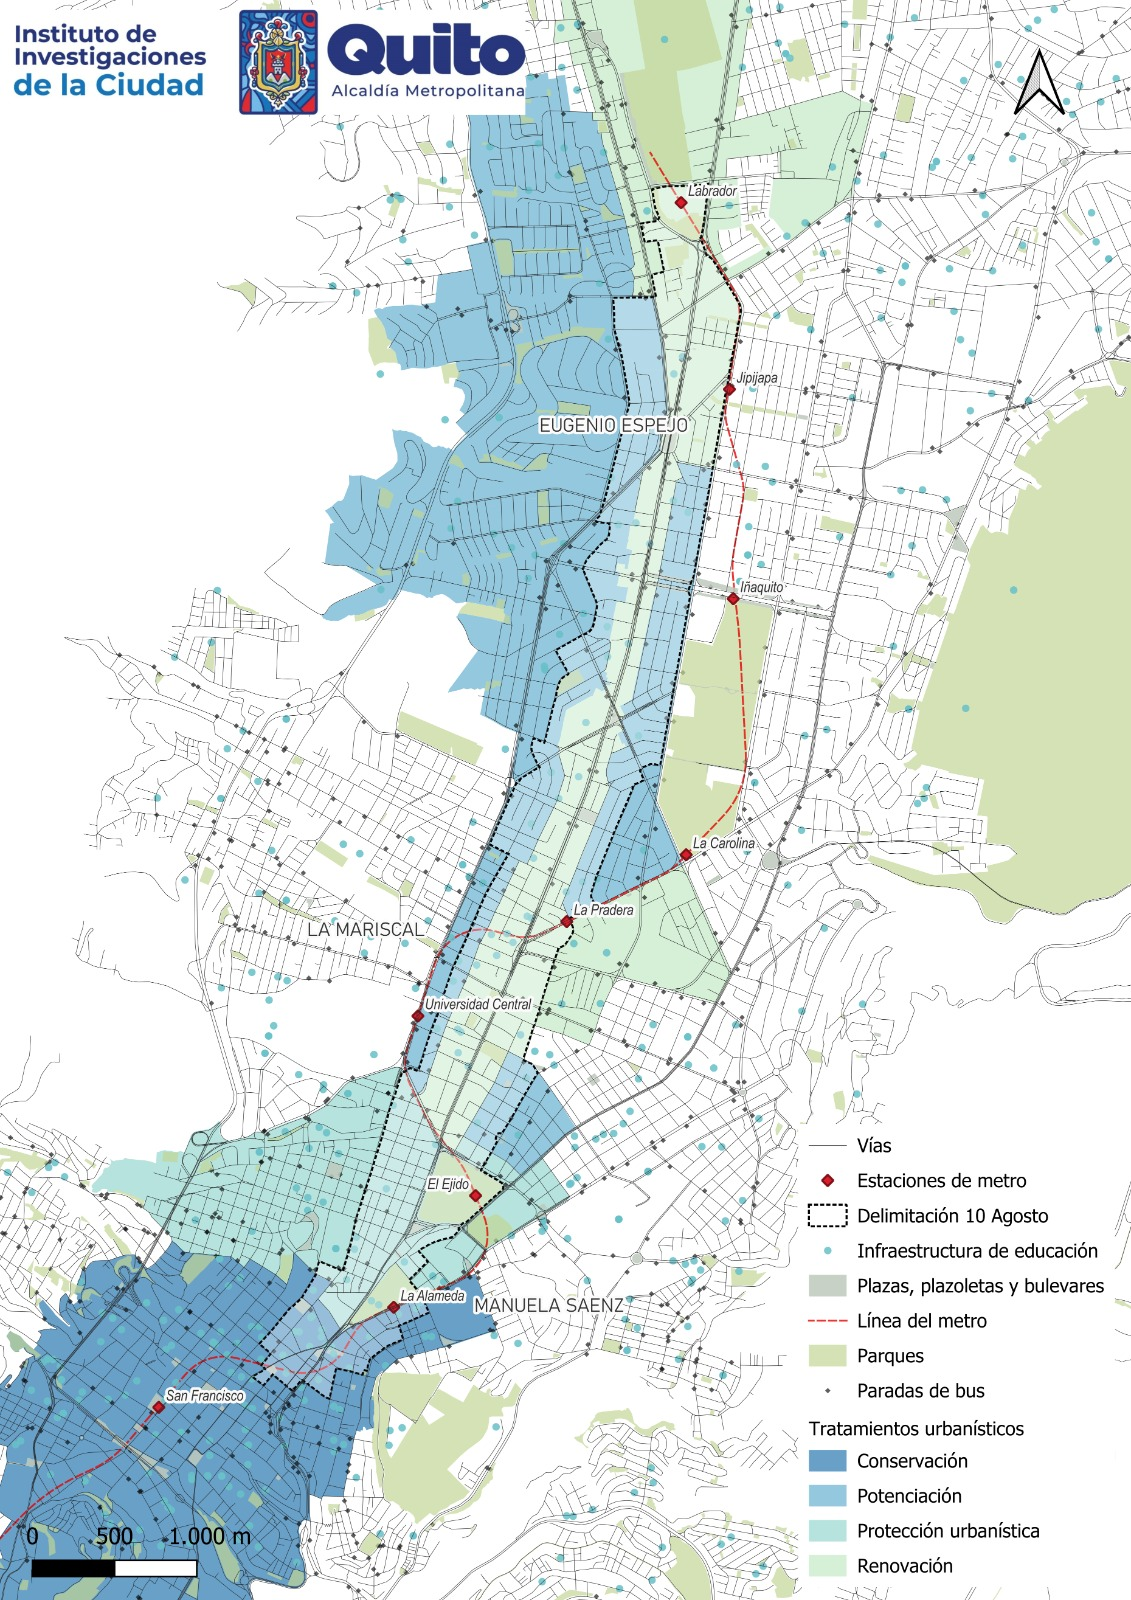 Instituto de
Investigaciones
de la Ciudad
Quito
Alcaldía Metropolitana
Labrador
Jipijapa
EUGENIO ESPEJO
Iñaquito
La Carolina
La Pradera
LA MARISCAL
Universidad Central
El Ejido
La Alameda
MANUELA SAENZ
San Francisco
0 500 1.000 m
Vías
Estaciones de metro
Delimitación 10 Agosto
Infraestructura de educación
Plazas, plazoletas y bulevares
Línea del metro
Parques
Paradas de bus
Tratamientos urbanísticos
Conservación
Potenciación
Protección urbanística
Renovación